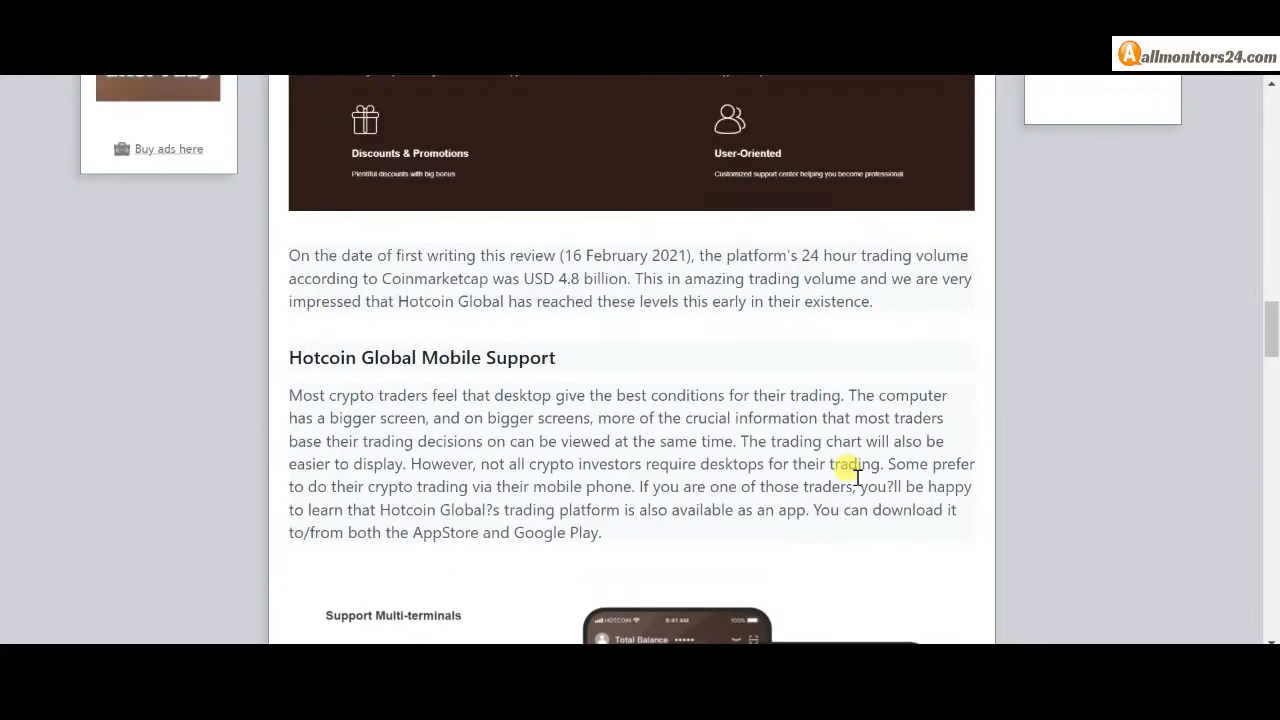 allmonitors24.com
Buy ads here
Discounts & Promotions
Plentiful discounts with big bonus
User-Oriented
Customized support center helping you become professional
On the date of first writing this review (16 February 2021), the platform's 24 hour trading volume
according to Coinmarketcap was USD 4.8 billion. This in amazing trading volume and we are very
impressed that Hotcoin Global has reached these levels this early in their existence.
Hotcoin Global Mobile Support
Most crypto traders feel that desktop give the best conditions for their trading. The computer
has a bigger screen, and on bigger screens, more of the crucial information that most traders
base their trading decisions on can be viewed at the same time. The trading chart will also be
easier to display. However, not all crypto investors require desktops for their trading. Some prefer
to do their crypto trading via their mobile phone. If you are one of those traders, you?ll be happy
to learn that Hotcoin Global?s trading platform is also available as an app. You can download it
to/from both the AppStore and Google Play.
Support Multi-terminals
HOTCOIN 9:41 AM 100%
Total Balance *****